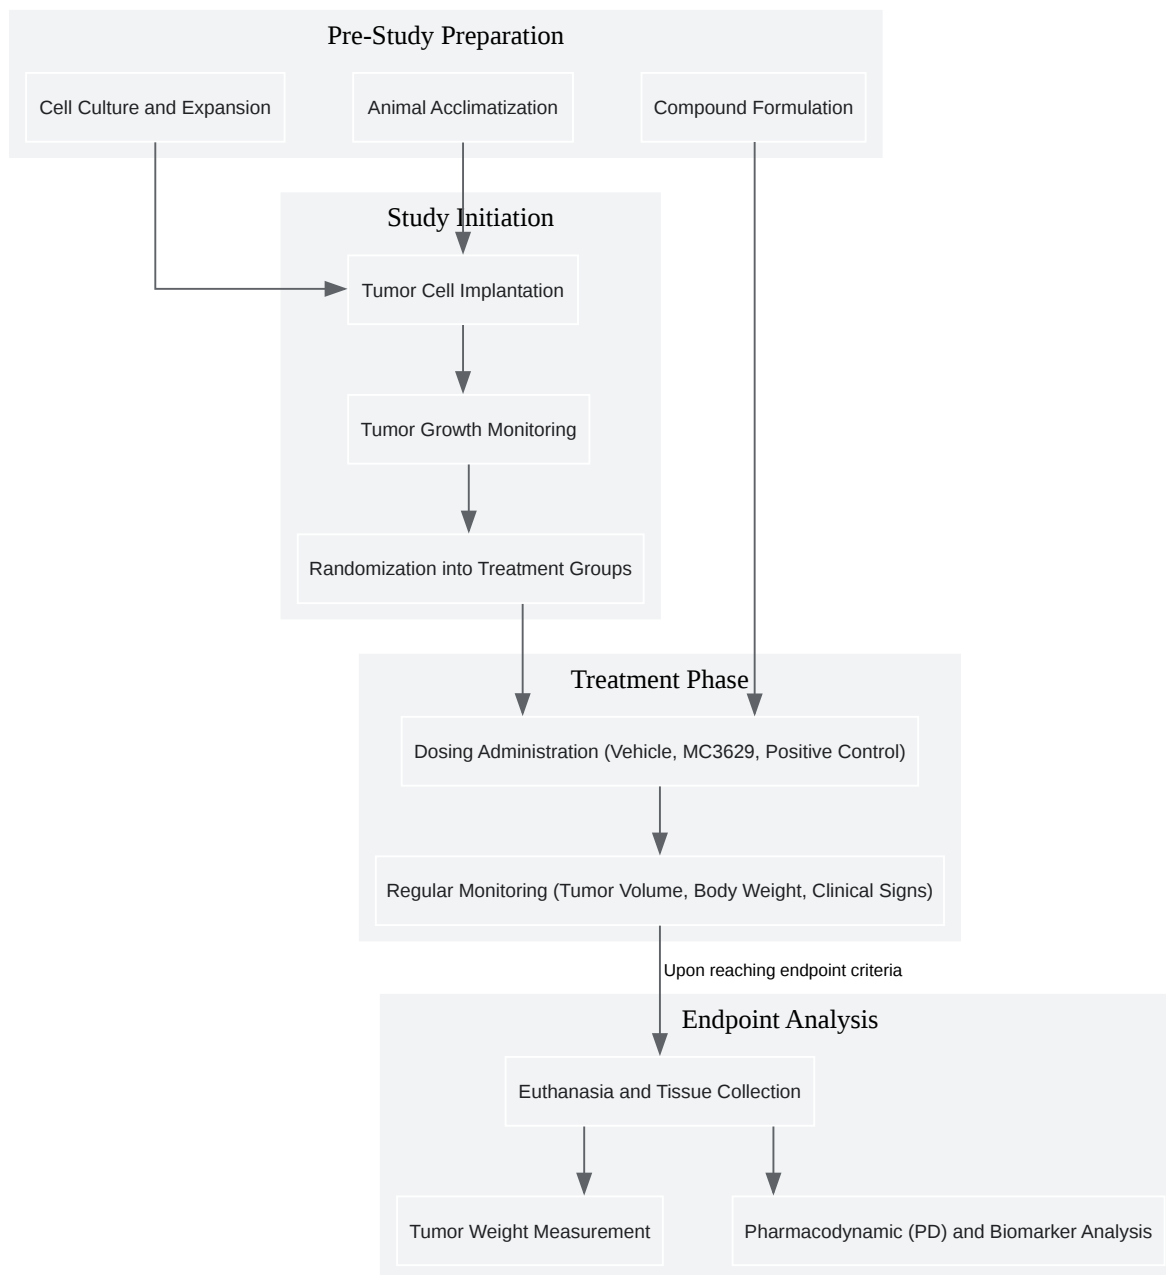 Pre-Study Preparation
Cell Culture and Expansion
Animal Acclimatization
Compound Formulation
Study Initiation
Tumor Cell Implantation
Tumor Growth Monitoring
Randomization into Treatment Groups
Treatment Phase
Dosing Administration (Vehicle, MC3629, Positive Control)
Regular Monitoring (Tumor Volume, Body Weight, Clinical Signs)
Upon reaching endpoint criteria
Endpoint Analysis
Euthanasia and Tissue Collection
Tumor Weight Measurement
Pharmacodynamic (PD) and Biomarker Analysis